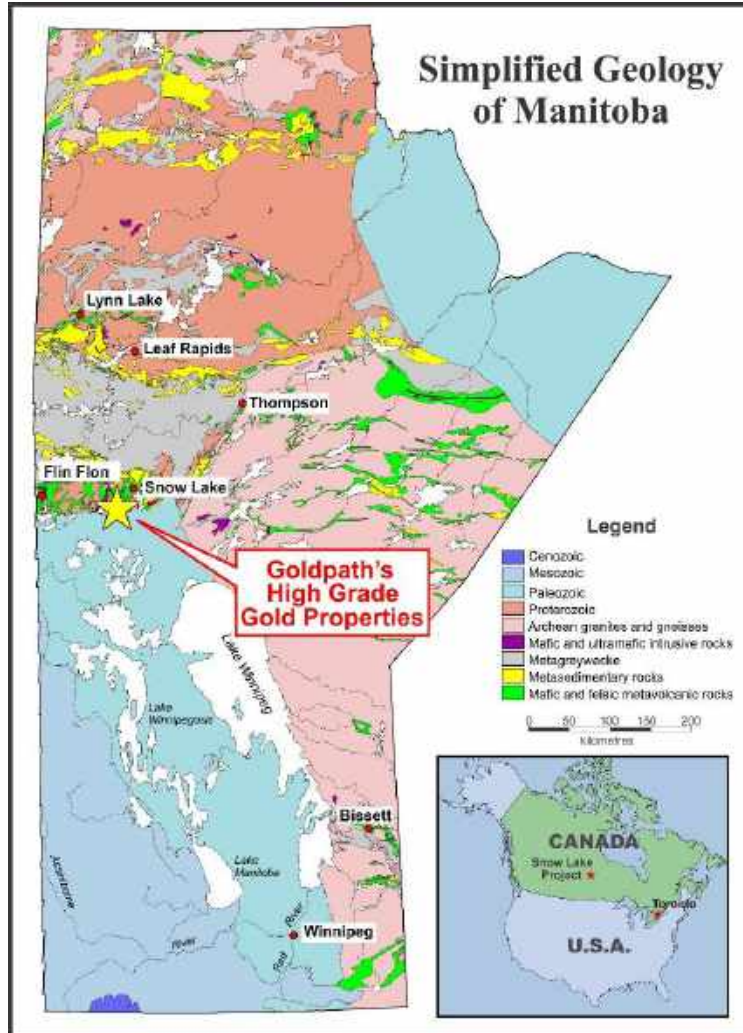 Simplified Geology
of Manitoba
Lynn Lake
Leaf Rapids
Thompson
Flin Flon
Snow Lake
Goldpath's
High Grade
Gold Properties
Legend
Cenozoic
Mesozoic
Paleozoic
Proterozoic
Archean granites and gneisses
Mafic and ultramafic intrusive rocks
Metagreywacke
Metasedimentary rocks
Mafic and felsic metavolcanic rocks
0 50 100 150 200
kilometres
Lake Winnipeg
Lake
Winnipegosis
Bissett
Lake
Manitoba
Assiniboine
River
Red
River
Winnipeg
CANADA
Snow Lake
Project
Toronto
U.S.A.